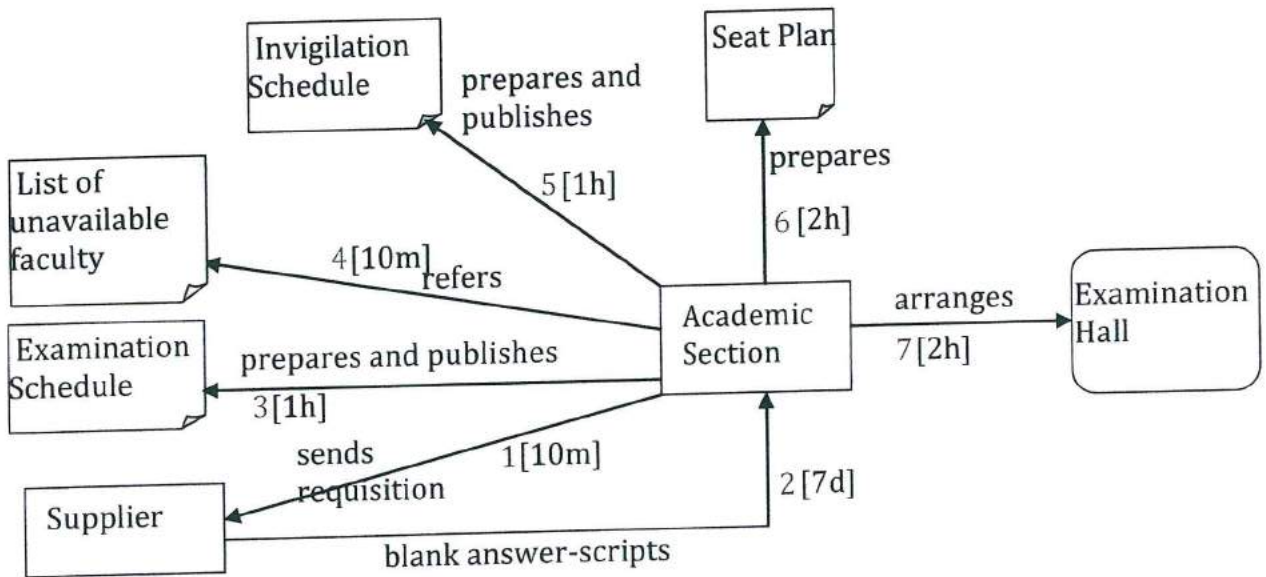 Invigilation
Schedule
Seat Plan
prepares and
publishes
prepares
5 [1h]
6 [2h]
List of
unavailable
faculty
4 [10m]
refers
Academic
Section
arranges
7 [2h]
Examination
Hall
Examination
Schedule
prepares and publishes
3 [1h]
sends
requisition
1 [10m]
2 [7d]
Supplier
blank answer-scripts